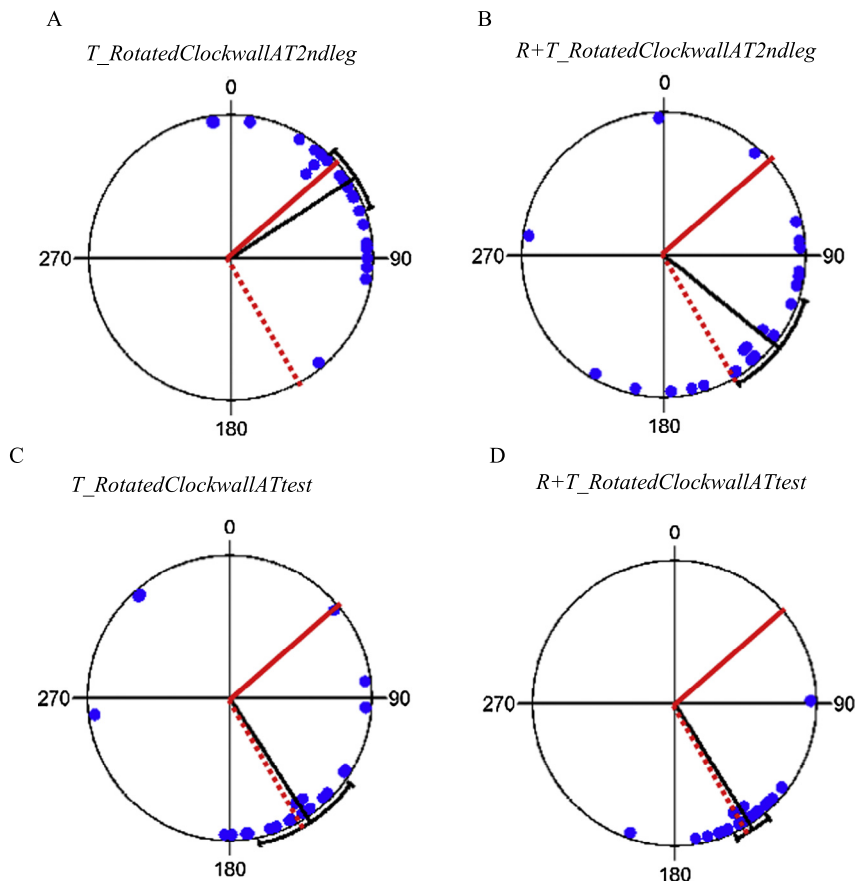 A
B
T_RotatedClockwallAT2ndleg
R+T_RotatedClockwallAT2ndleg
0
0
270
90
270
90
180
180
C
D
T_RotatedClockwallATtest
R+T_RotatedClockwallATtest
0
0
270
90
270
90
180
180